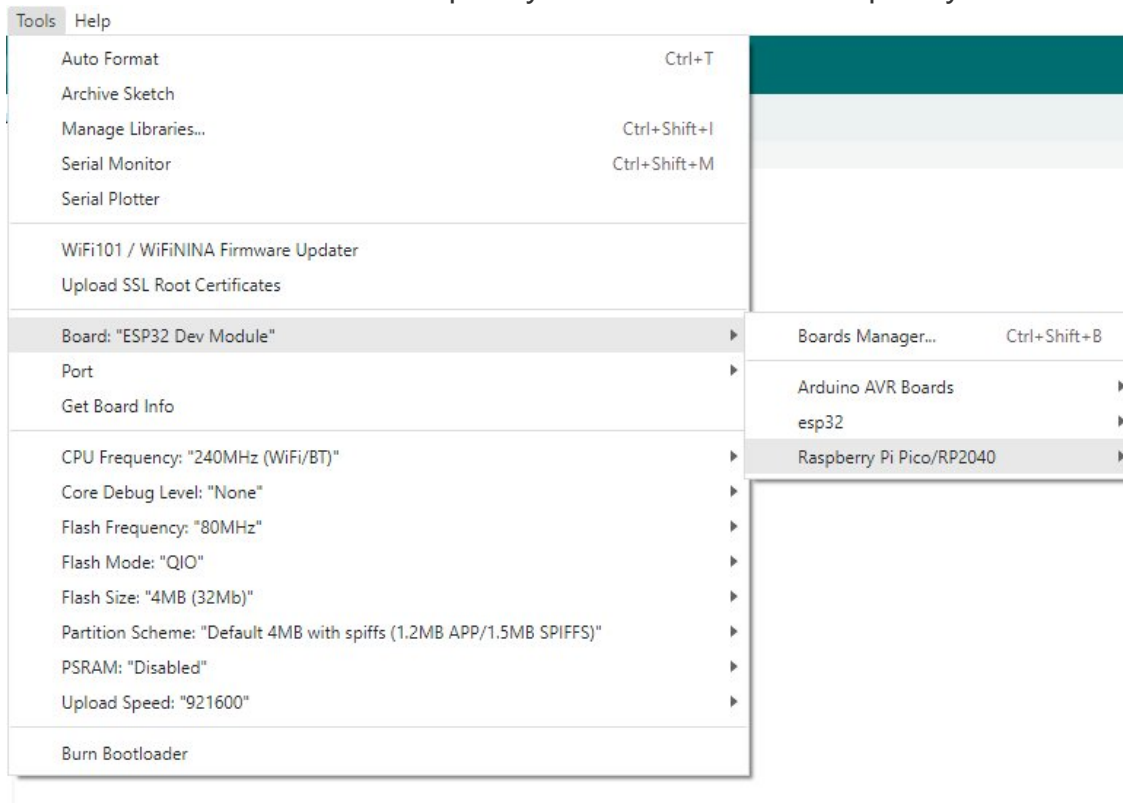 Tools Help
Auto Format Ctrl+T
Archive Sketch
Manage Libraries... Ctrl+Shift+I
Serial Monitor Ctrl+Shift+M
Serial Plotter
WiFi101 / WiFiNINA Firmware Updater
Upload SSL Root Certificates
Board: "ESP32 Dev Module"
Port
Get Board Info
CPU Frequency: "240MHz (WiFi/BT)"
Core Debug Level: "None"
Flash Frequency: "80MHz"
Flash Mode: "QIO"
Flash Size: "4MB (32Mb)"
Partition Scheme: "Default 4MB with spiffs (1.2MB APP/1.5MB SPIFFS)"
PSRAM: "Disabled"
Upload Speed: "921600"
Burn Bootloader
Boards Manager... Ctrl+Shift+B
Arduino AVR Boards
esp32
Raspberry Pi Pico/RP2040